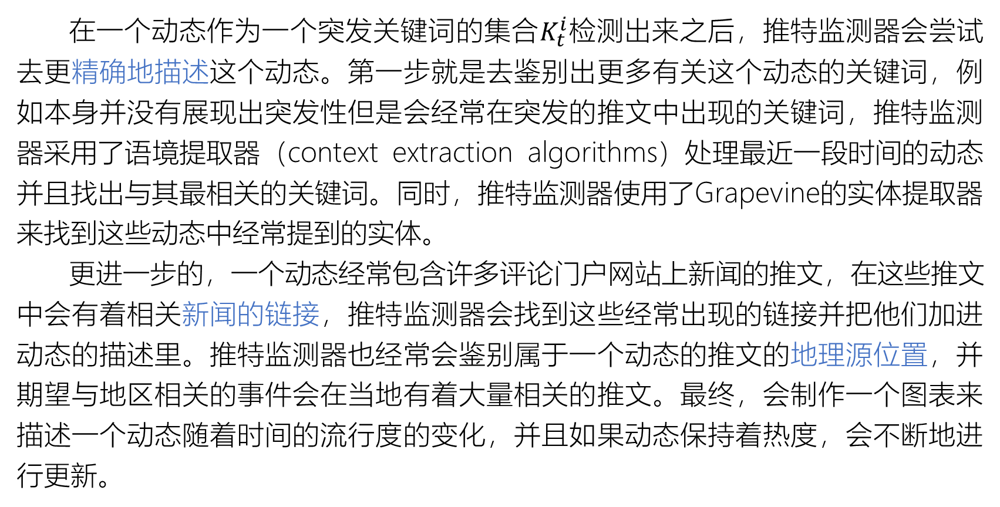 在一个动态作为一个突发关键词的集合$K_t^i$检测出来之后，推特监测器会尝试
去更精确地描述这个动态。第一步就是去鉴别出更多有关这个动态的关键词，例
如本身并没有展现出突发性但是会经常在突发的推文中出现的关键词，推特监测
器采用了语境提取器（context extraction algorithms）处理最近一段时间的动态
并且找出与其最相关的关键词。同时，推特监测器使用了Grapevine的实体提取器
来找到这些动态中经常提到的实体。
更进一步的，一个动态经常包含许多评论门户网站上新闻的推文，在这些推文
中会有着相关新闻的链接，推特监测器会找到这些经常出现的链接并把他们加进
动态的描述里。推特监测器也经常会鉴别属于一个动态的推文的地理源位置，并
期望与地区相关的事件会在当地有着大量相关的推文。最终，会制作一个图表来
描述一个动态随着时间的流行度的变化，并且如果动态保持着热度，会不断地进
行更新。